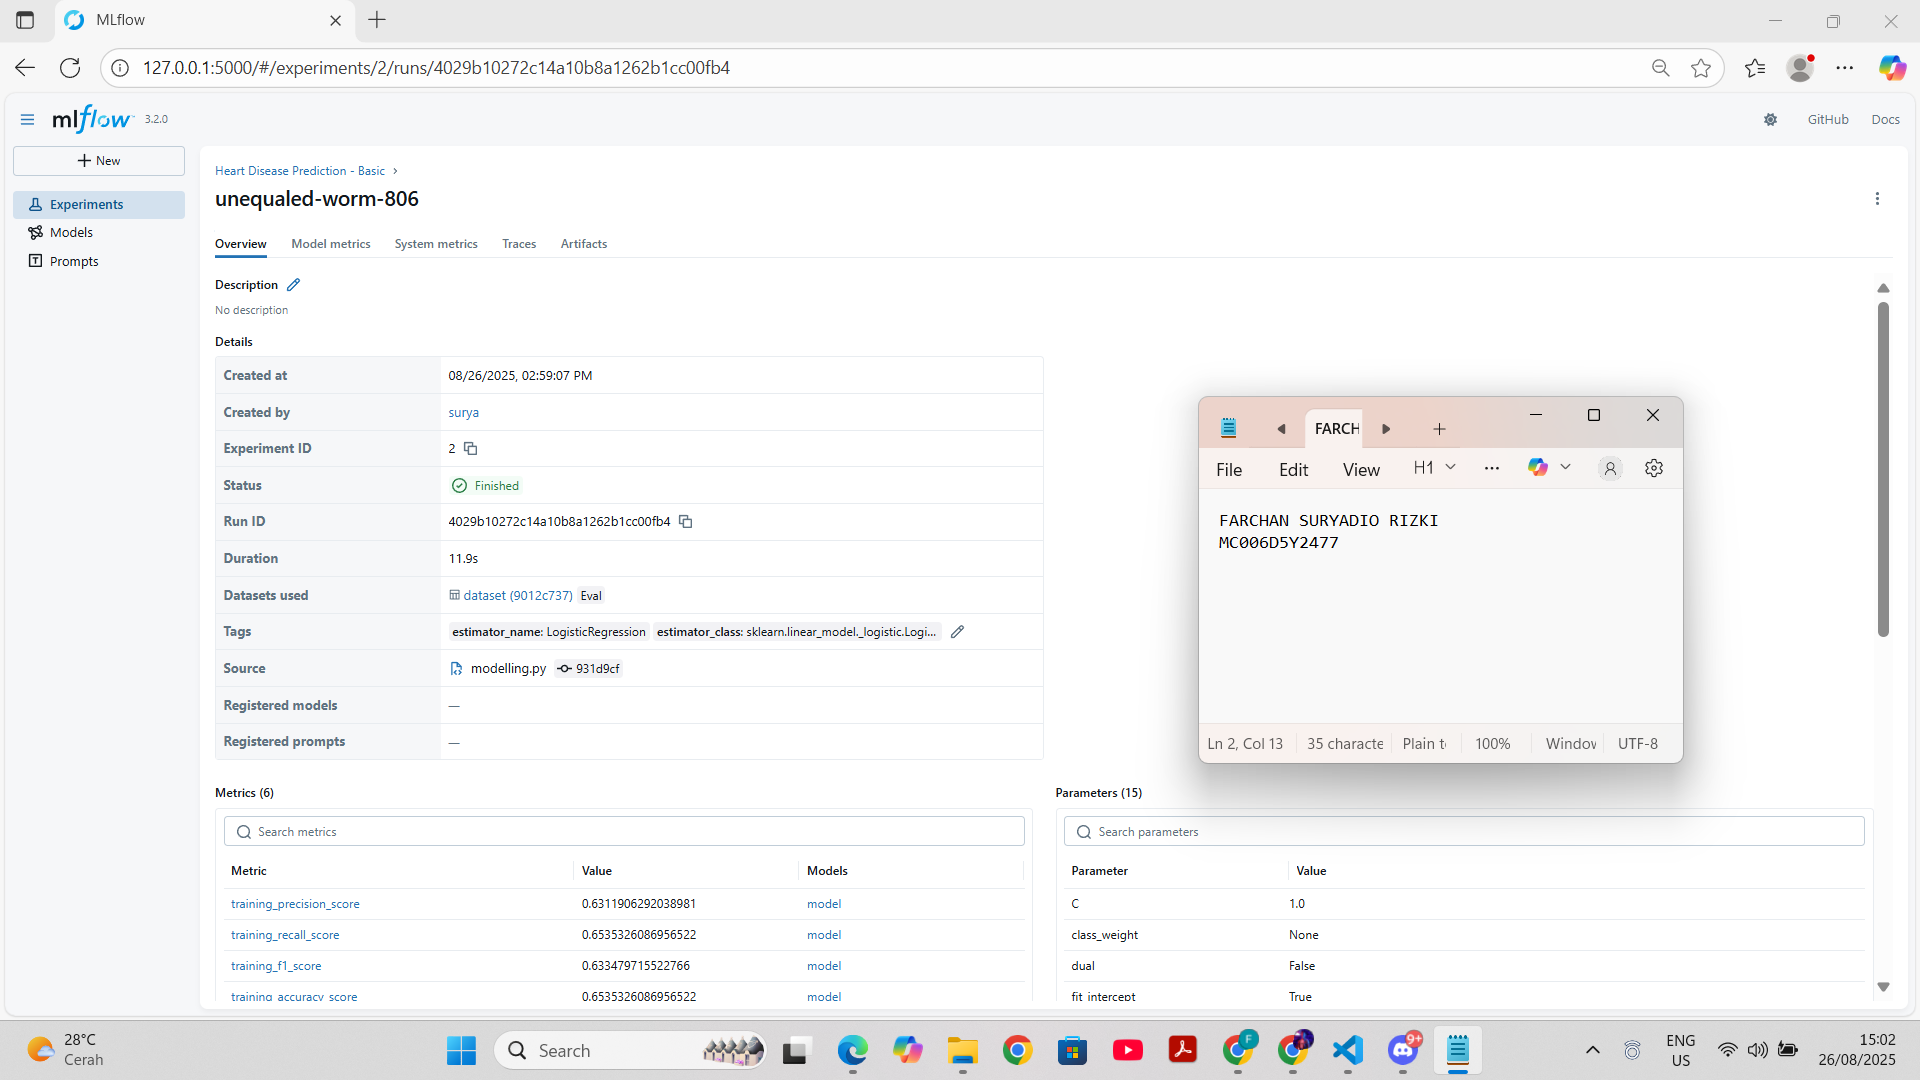 MLflow
127.0.0.1:5000/#/experiments/2/runs/4029b10272c14a10b8a1262b1cc00fb4
mlflow 3.2.0
GitHub Docs
New
Experiments
Models
Prompts
Heart Disease Prediction - Basic
unequaled-worm-806
Overview Model metrics System metrics Traces Artifacts
Description
No description
Details
Created at 08/26/2025, 02:59:07 PM
Created by surya
Experiment ID 2
Status Finished
Run ID 4029b10272c14a10b8a1262b1cc00fb4
Duration 11.9s
Datasets used dataset (9012c737) Eval
Tags estimator_name: LogisticRegression estimator_class: sklearn.linear_model._logistic.Logi...
Source modelling.py 931d9cf
Registered models —
Registered prompts —
Metrics (6)
Search metrics
Metric Value Models
training_precision_score 0.6311906292038981 model
training_recall_score 0.6535326086956522 model
training_f1_score 0.633479715522766 model
training_accuracy_score 0.6535326086956522 model
Parameters (15)
Search parameters
Parameter Value
C 1.0
class_weight None
dual False
fit_intercept True
FARCH
File Edit View H1
FARCHAN SURYADIO RIZKI
MC006D5Y2477
Ln 2, Col 13 35 characte Plain t 100% Window UTF-8
28°C
Cerah
Search
F
9+
ENG
US
15:02
26/08/2025